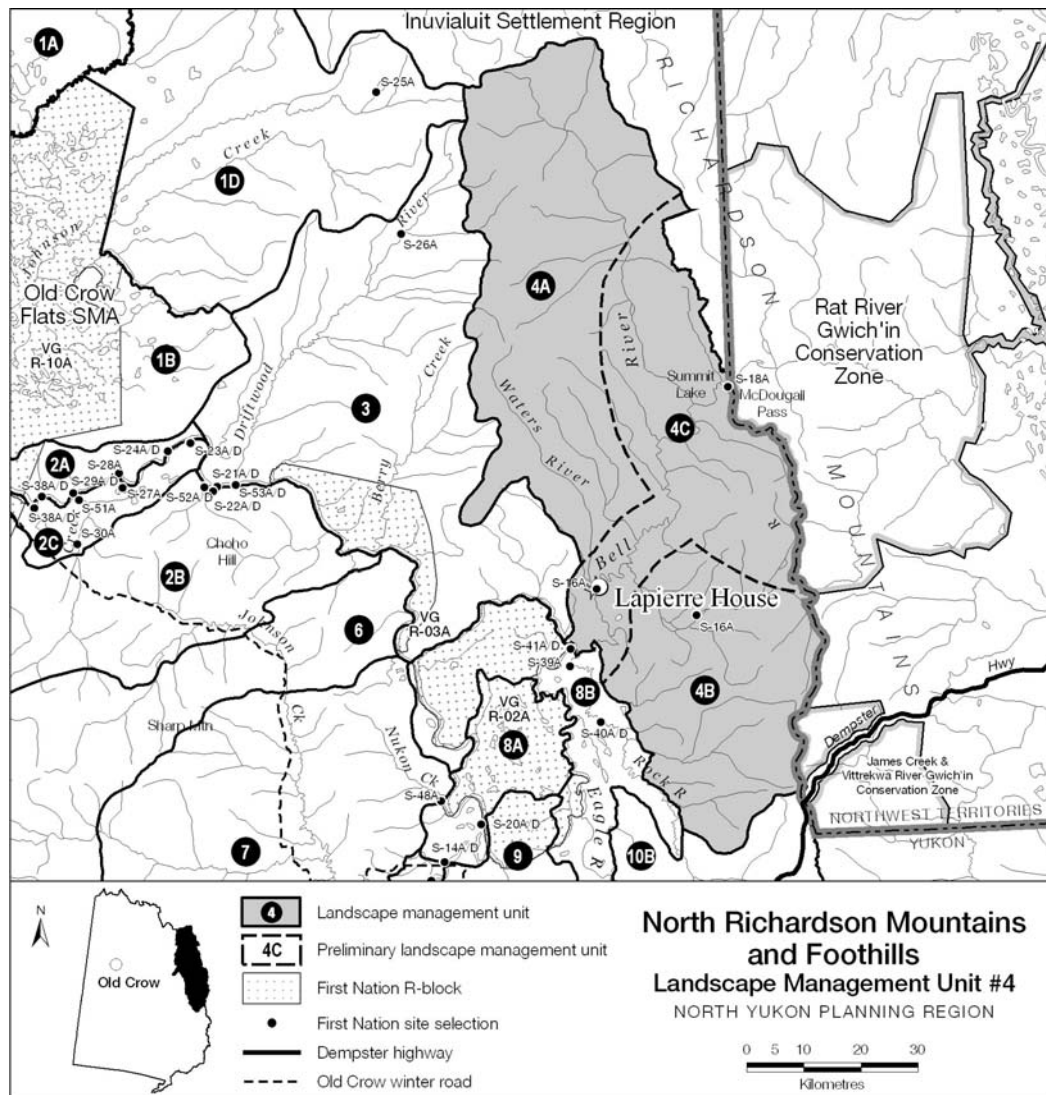 Inuvialuit Settlement Region
1A
S-25A
RICHARDSON
Creek
1D
River
S-26A
Johnson
4A
Old Crow
Flats SMA
VG
R-10A
1B
Rat River
Gwich'in
Conservation
Zone
Creek
River
Driftwood
3
Waters
Summit
Lake
S-18A
McDougall
Pass
4C
S-24A/D
S-23A/D
2A
S-28A
S-29A/D
S-21A/D
Berry
River
MOUNTAINS
S-38A/D
S-27A
S-52A/D
S-53A/D
S-22A/D
S-51A
S-38A/D
2C
S-30A
Choho
Hill
R
Bell
2B
S-16A
Lapierre House
S-16A
Johnson
6
VG
R-03A
S-41A/D
S-39A
Hwy
8B
4B
VG
R-02A
Sharp Mtn
Ck
8A
S-40A/D
Dempster
Nukon
Ck
Rock R
James Creek &
Vittrekwa River Gwich'in
Conservation Zone
S-48A
Eagle R
NORTHWEST TERRITORIES
YUKON
S-20A/D
7
S-14A/D
9
10B
N
Old Crow
4 Landscape management unit
4C Preliminary landscape management unit
First Nation R-block
First Nation site selection
Dempster highway
Old Crow winter road
North Richardson Mountains
and Foothills
Landscape Management Unit #4
NORTH YUKON PLANNING REGION
0 5 10 20 30
Kilometres